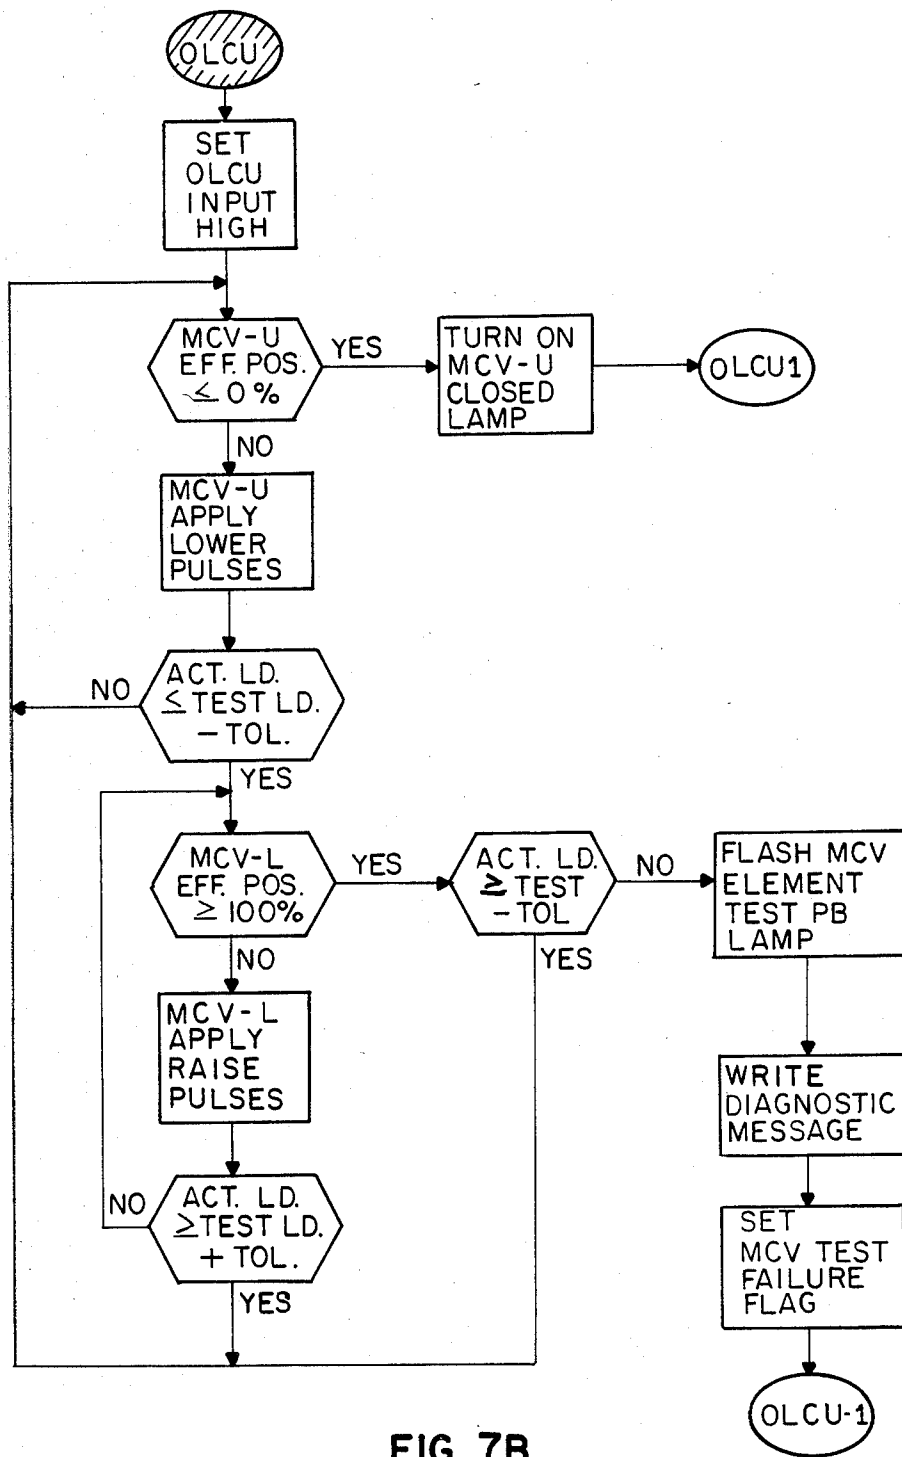 OLCU
SET
OLCU
INPUT
HIGH
MCV-U
EFF. POS.
≤ 0%
YES
TURN ON
MCV-U
CLOSED
LAMP
OLCU1
NO
MCV-U
APPLY
LOWER
PULSES
ACT. LD.
≤ TEST LD.
- TOL.
NO
YES
MCV-L
EFF. POS.
≥ 100%
YES
ACT. LD.
≥ TEST
- TOL
NO
FLASH MCV
ELEMENT
TEST PB
LAMP
NO
YES
MCV-L
APPLY
RAISE
PULSES
WRITE
DIAGNOSTIC
MESSAGE
ACT. LD.
≥ TEST LD.
+ TOL.
NO
YES
SET
MCV TEST
FAILURE
FLAG
OLCU-1
FIG. 7B